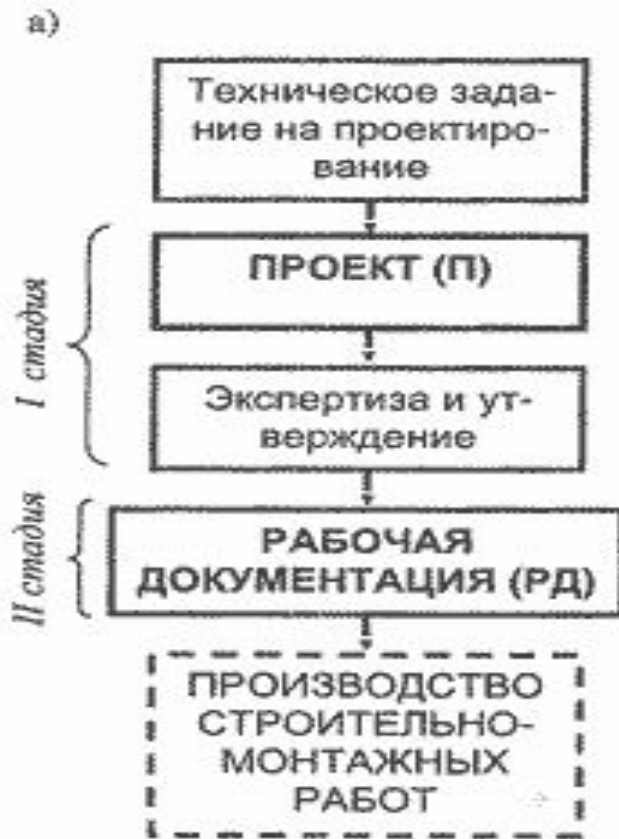 а)
Техническое зада-
ние на проектиро-
вание
ПРОЕКТ (П)
I стадия
Экспертиза и ут-
верждение
II стадия
РАБОЧАЯ
ДОКУМЕНТАЦИЯ (РД)
ПРОИЗВОДСТВО
СТРОИТЕЛЬНО-
МОНТАЖНЫХ
РАБОТ